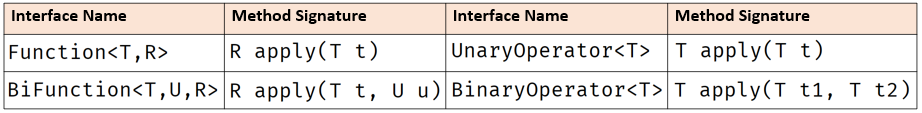 Interface Name Method Signature Interface Name Method Signature
Function<T,R> R apply(T t) UnaryOperator<T> T apply(T t)
BiFunction<T,U,R> R apply(T t, U u) BinaryOperator<T> T apply(T t1, T t2)